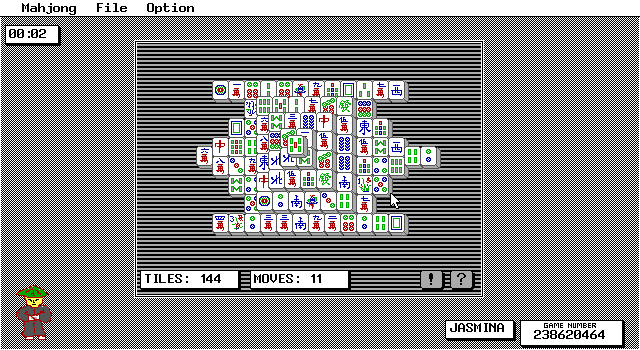 Mahjong File Option
00:02
TILES: 144 MOVES: 11 ! ?
JASMINA
GAME NUMBER
238620464